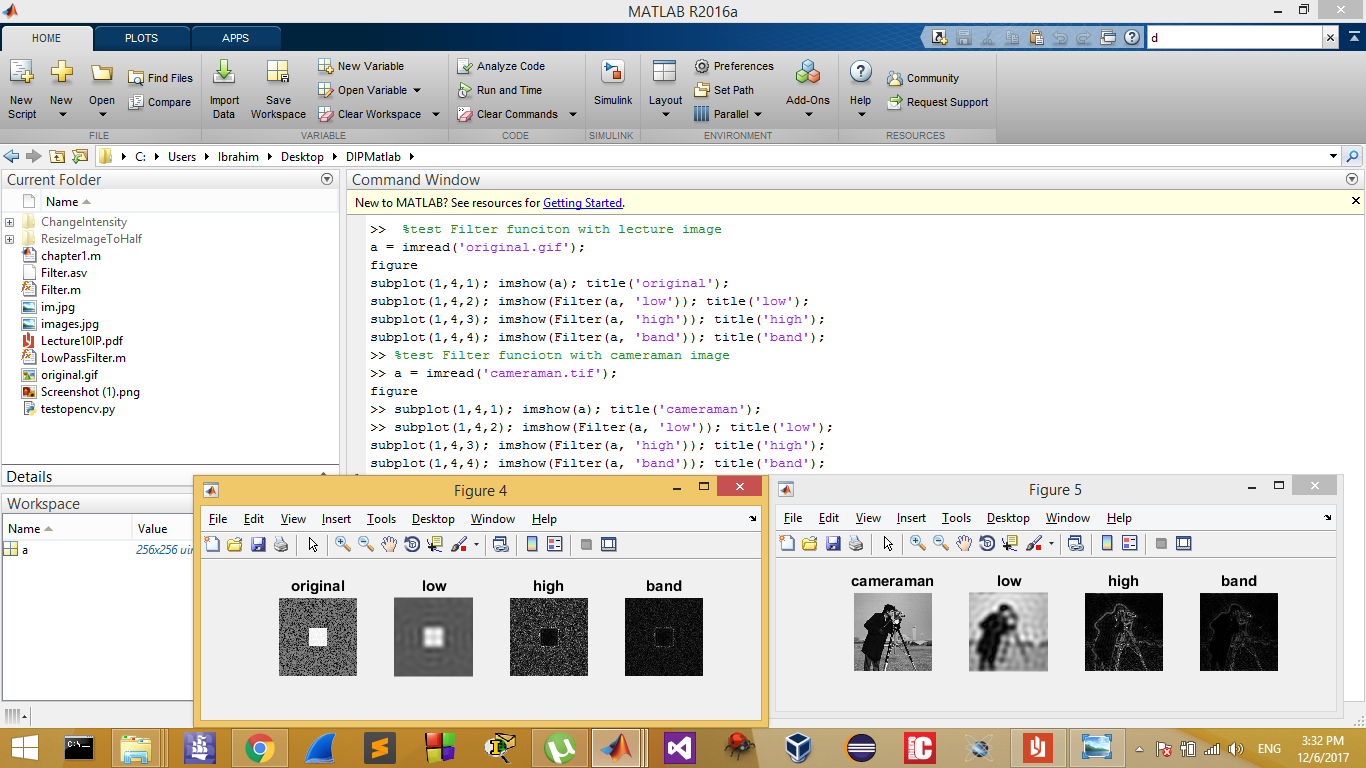 MATLAB R2016a
HOME PLOTS APPS
d
New Script
New
Open
Find Files
Compare
Import Data
Save Workspace
New Variable
Open Variable
Clear Workspace
Analyze Code
Run and Time
Clear Commands
Simulink
Layout
Preferences
Set Path
Parallel
Add-Ons
Help
Community
Request Support
FILE VARIABLE CODE SIMULINK ENVIRONMENT RESOURCES
C: Users Ibrahim Desktop DIPMatlab
Current Folder
Name
ChangeIntensity
ResizeImageToHalf
chapter1.m
Filter.asv
Filter.m
im.jpg
images.jpg
Lecture10IP.pdf
LowPassFilter.m
original.gif
Screenshot (1).png
testopencv.py
Details
Workspace
Name Value
a 256x256 uir
Command Window
New to MATLAB? See resources for Getting Started.
>>  %test Filter funciton with lecture image
a = imread('original.gif');
figure
subplot(1,4,1); imshow(a); title('original');
subplot(1,4,2); imshow(Filter(a, 'low')); title('low');
subplot(1,4,3); imshow(Filter(a, 'high')); title('high');
subplot(1,4,4); imshow(Filter(a, 'band')); title('band');
>> %test Filter funciotn with cameraman image
>> a = imread('cameraman.tif');
figure
>> subplot(1,4,1); imshow(a); title('cameraman');
>> subplot(1,4,2); imshow(Filter(a, 'low')); title('low');
subplot(1,4,3); imshow(Filter(a, 'high')); title('high');
subplot(1,4,4); imshow(Filter(a, 'band')); title('band');
Figure 4
File Edit View Insert Tools Desktop Window Help
original low high band
Figure 5
File Edit View Insert Tools Desktop Window Help
cameraman low high band
ENG
3:32 PM
12/6/2017